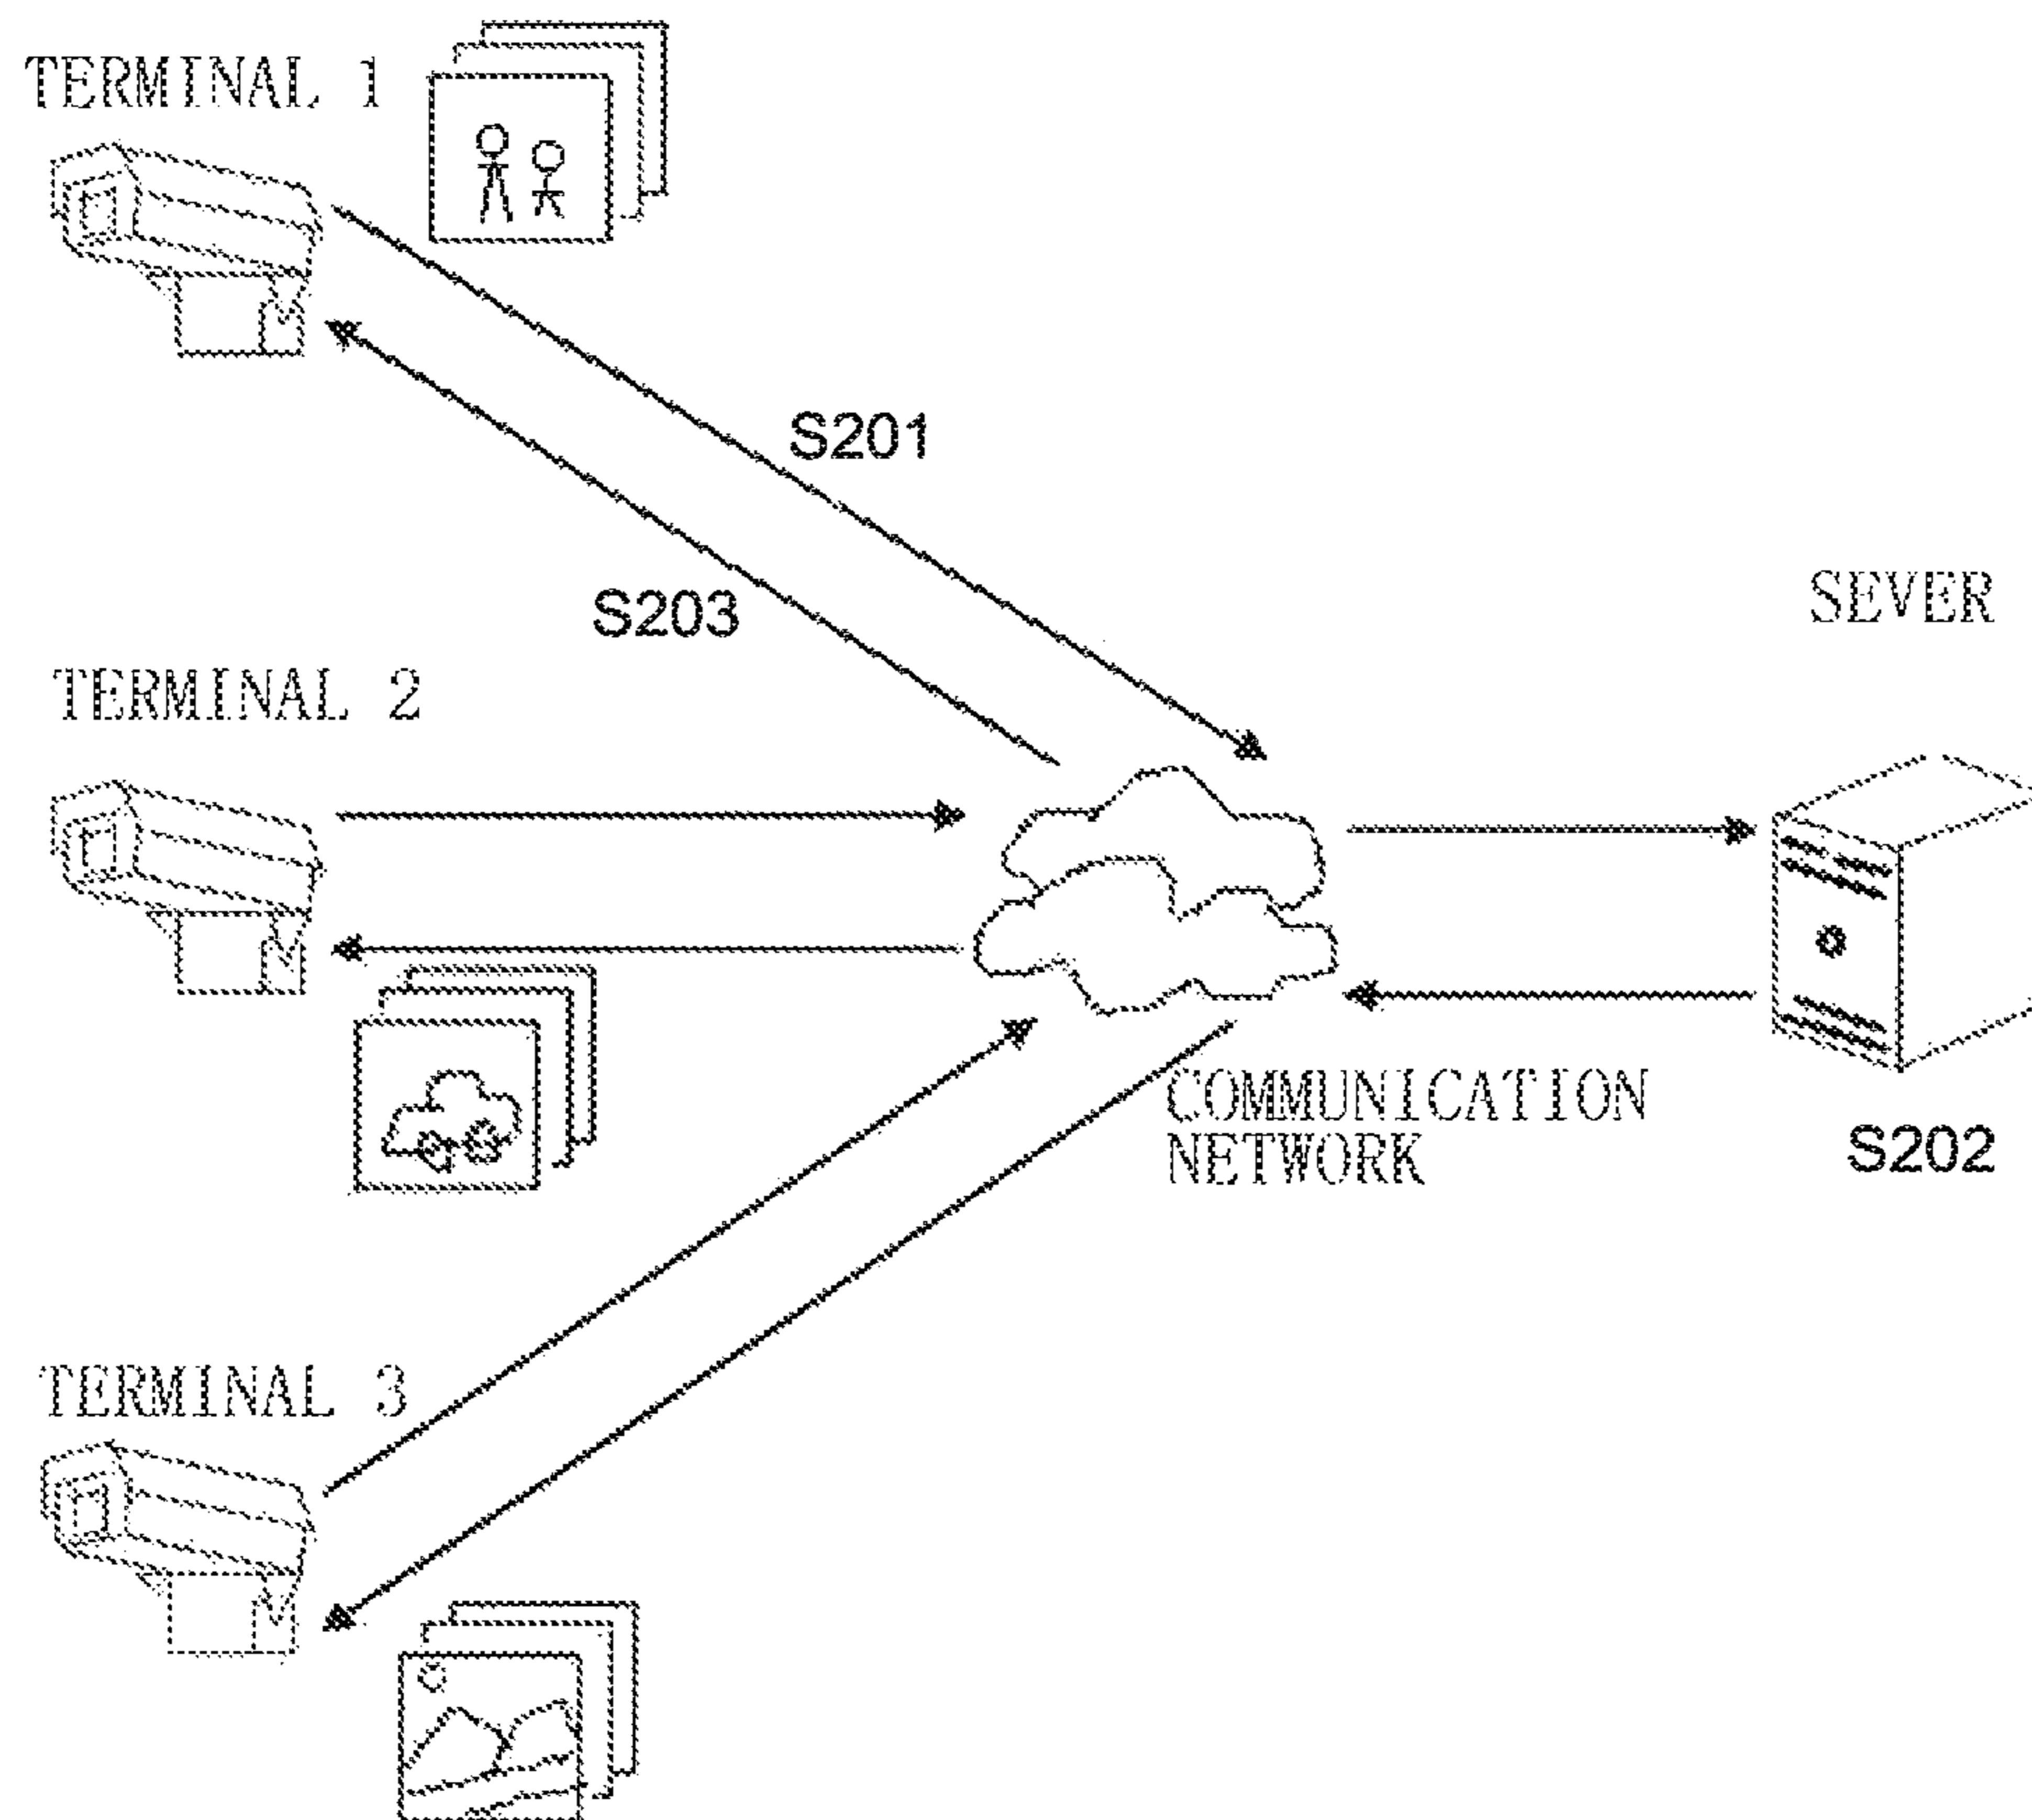 TERMINAL 1
S201
S203
SEVER
TERMINAL 2
COMMUNICATION
NETWORK
S202
TERMINAL 3